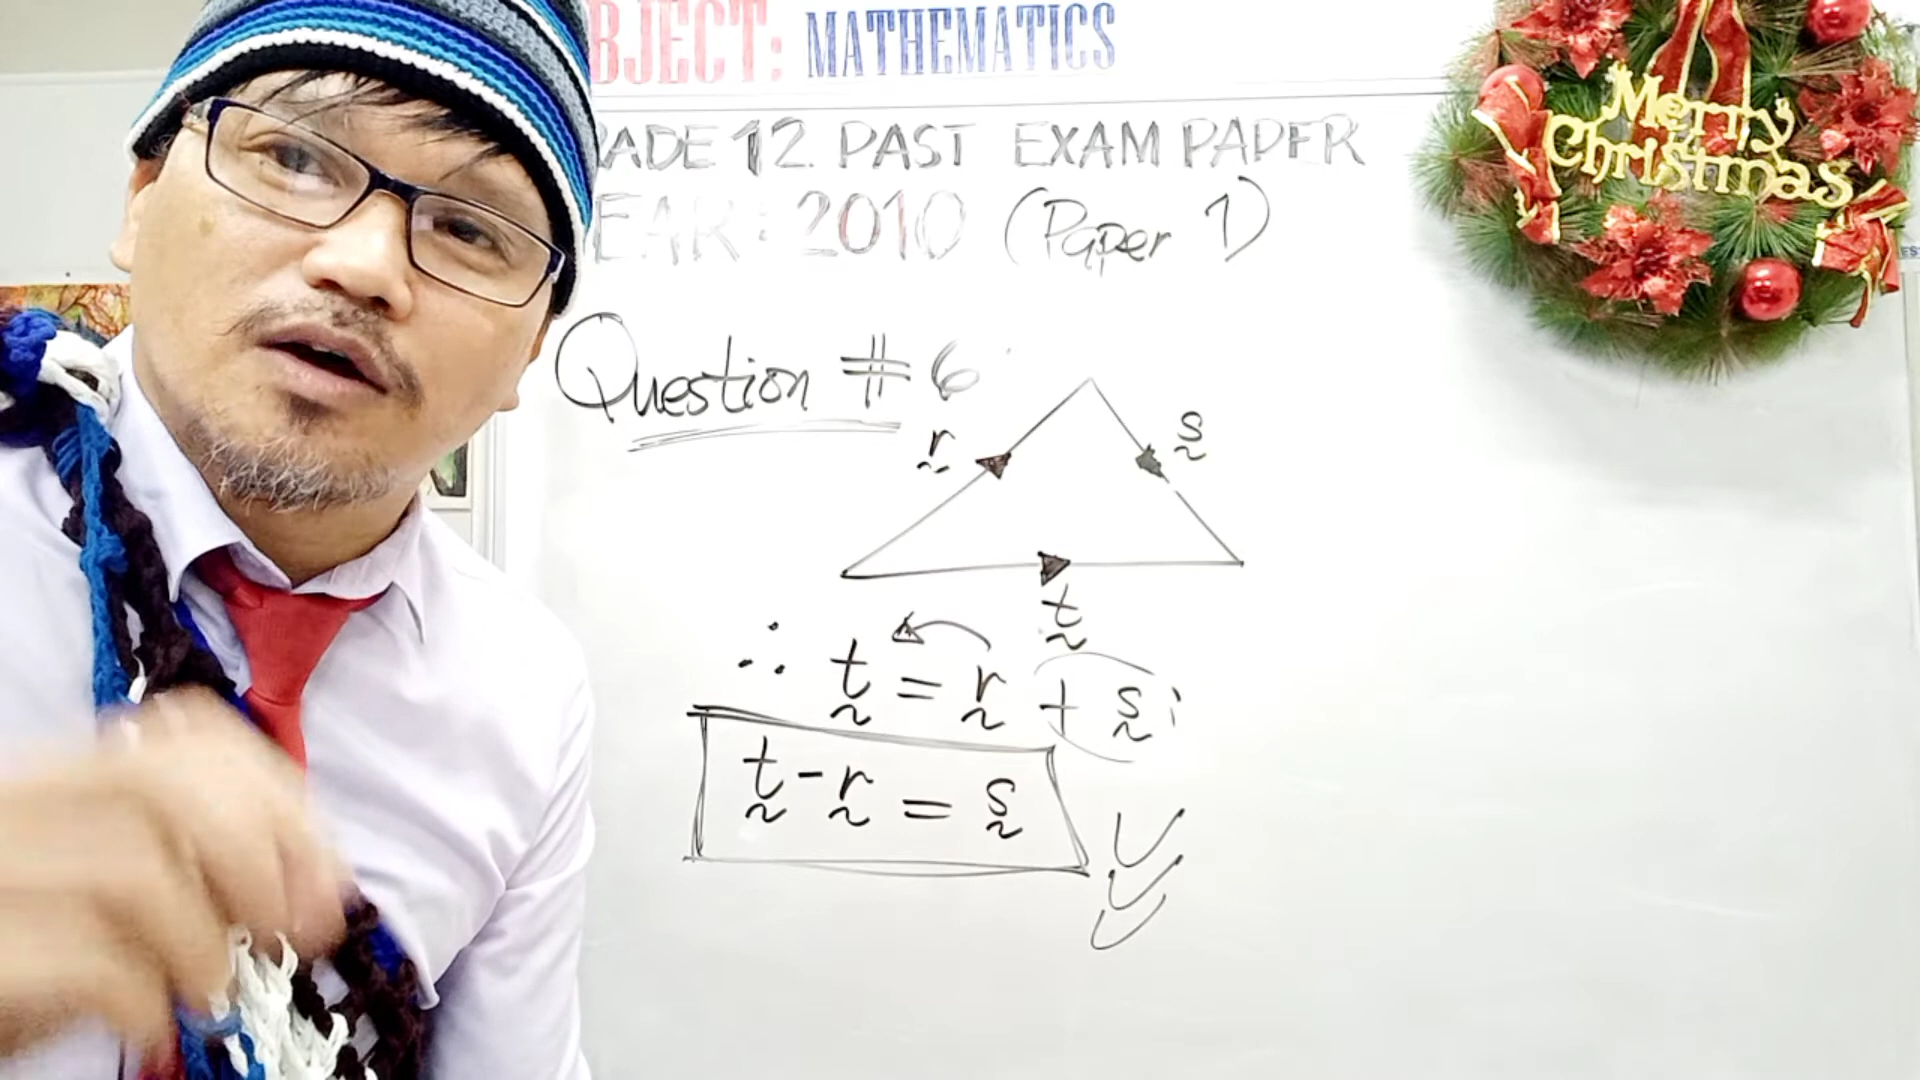 BJECT: MATHEMATICS
RADE 12 PAST EXAM PAPER
EAR: 2010 (Paper 1)
Question # 6
r
s
t
∴ t = r + s
t - r = s
Merry
Christmas